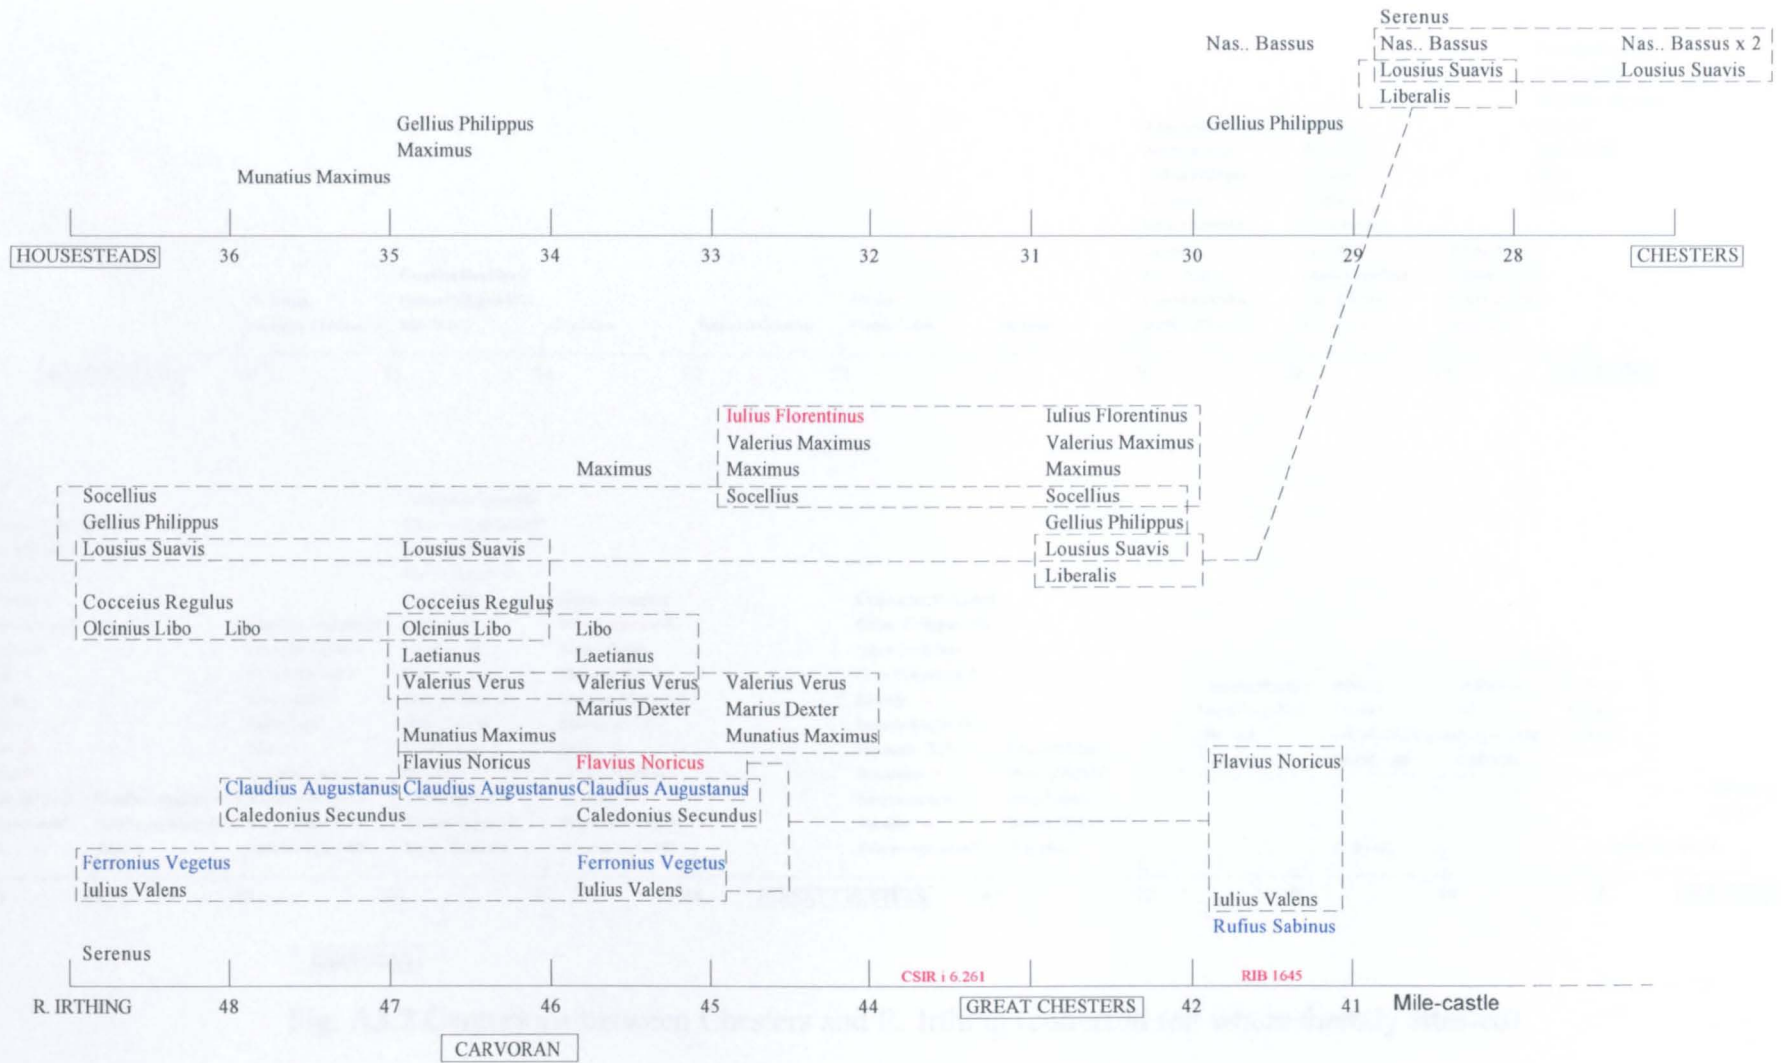 Serenus
Nas.. Bassus Nas.. Bassus Nas.. Bassus x 2
Lousius Suavis Lousius Suavis
Liberalis
Gellius Philippus Gellius Philippus
Maximus
Munatius Maximus
HOUSESTEADS 36 35 34 33 32 31 30 29 28 CHESTERS
Iulius Florentinus Iulius Florentinus
Valerius Maximus Valerius Maximus
Maximus Maximus Maximus
Socellius Socellius Socellius
Gellius Philippus Gellius Philippus
Lousius Suavis Lousius Suavis Lousius Suavis
Liberalis
Cocceius Regulus Cocceius Regulus
Olcinius Libo Libo Olcinius Libo Libo
Laetianus Laetianus
Valerius Verus Valerius Verus Valerius Verus
Marius Dexter Marius Dexter
Munatius Maximus Munatius Maximus
Flavius Noricus Flavius Noricus Flavius Noricus
Claudius Augustanus Claudius Augustanus Claudius Augustanus
Caledonius Secundus Caledonius Secundus
Ferronius Vegetus Ferronius Vegetus
Iulius Valens Iulius Valens Iulius Valens
Rufius Sabinus
Serenus
CSIR i 6.261 RIB 1645
R. IRTHING 48 47 46 45 44 GREAT CHESTERS 42 41 Mile-castle
CARVORAN